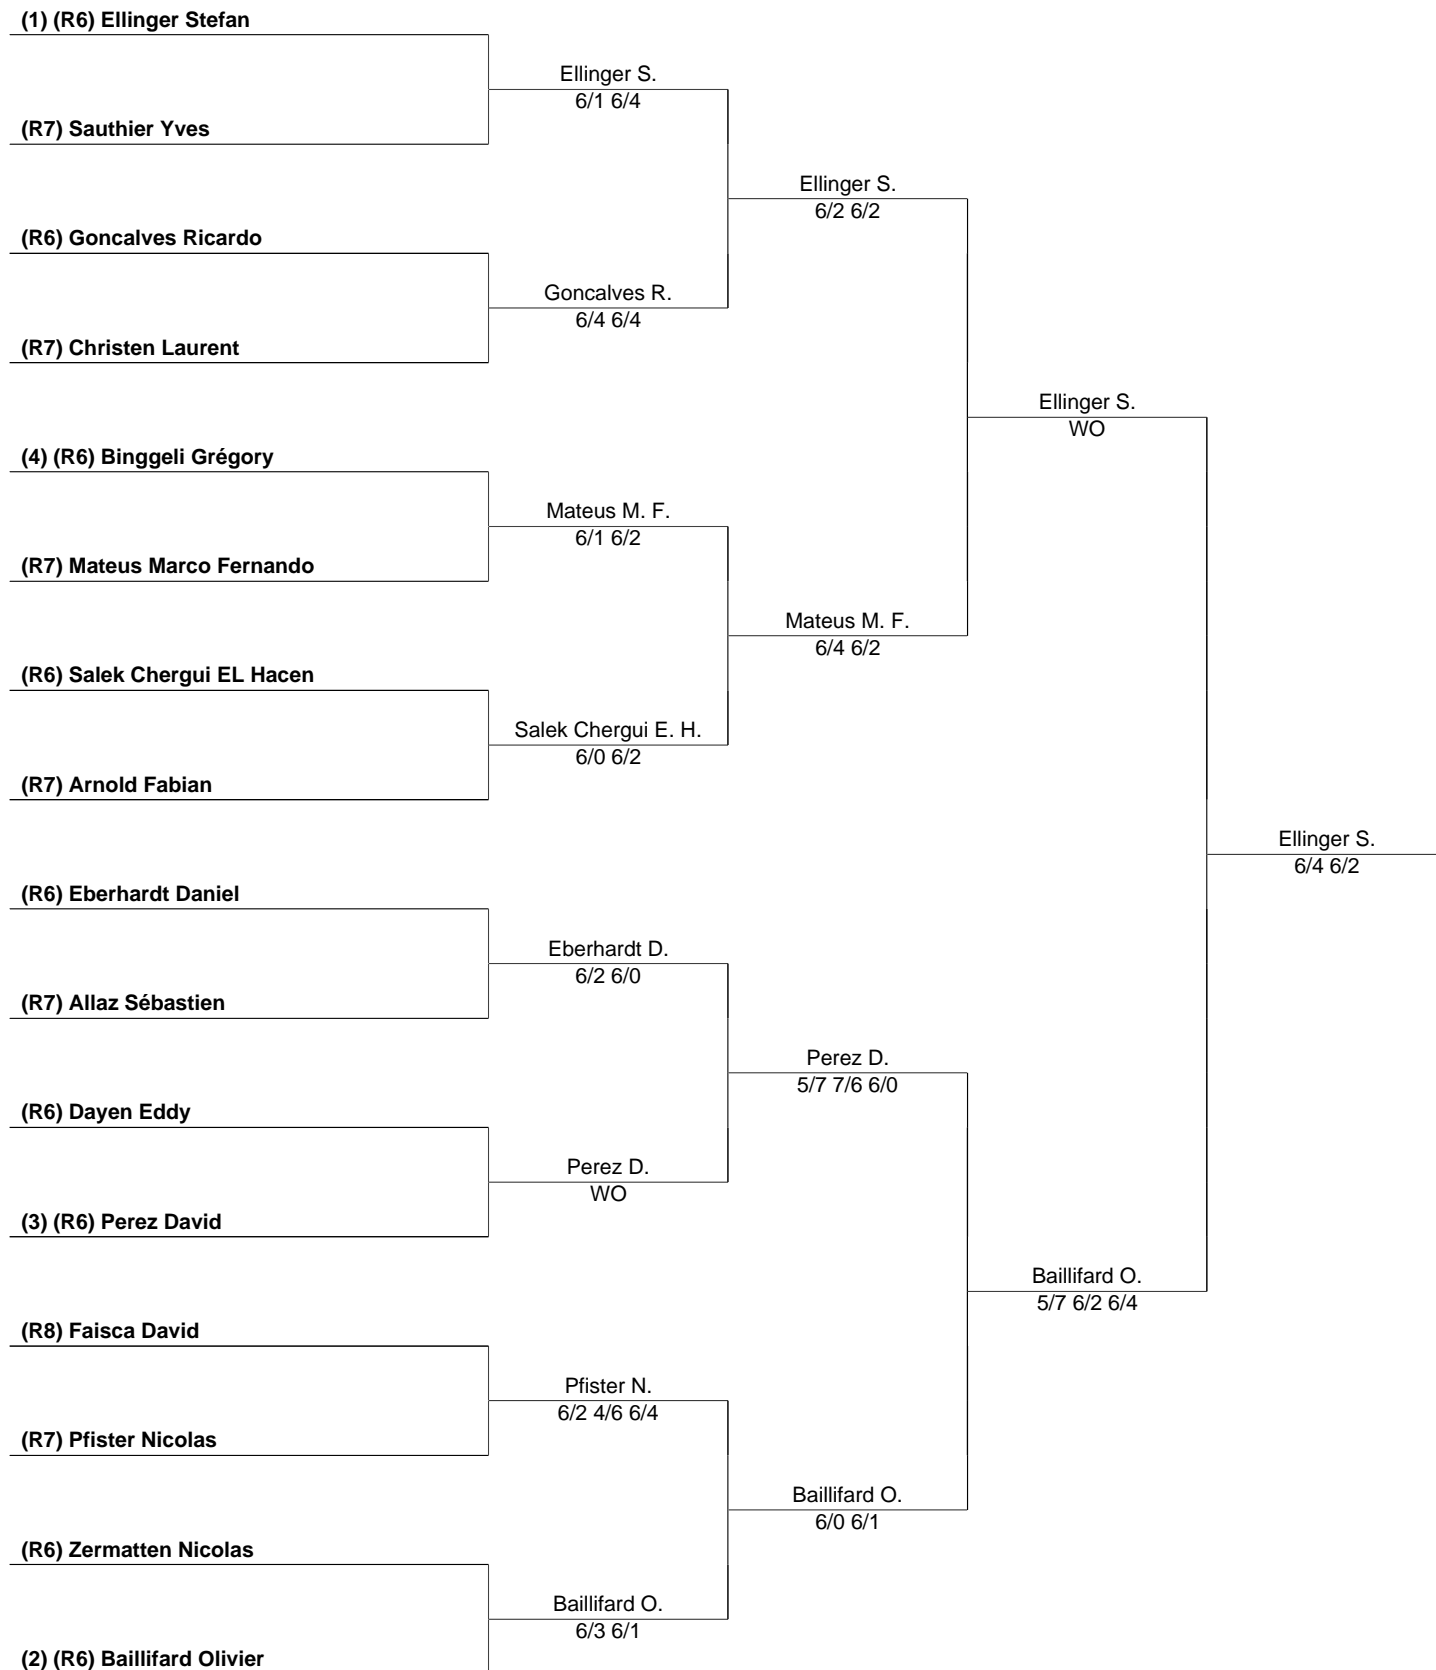 (1) (R6) Ellinger Stefan
Ellinger S.
6/1 6/4
(R7) Sauthier Yves
Ellinger S.
6/2 6/2
(R6) Goncalves Ricardo
Goncalves R.
6/4 6/4
(R7) Christen Laurent
Ellinger S.
WO
(4) (R6) Binggeli Grégory
Mateus M. F.
6/1 6/2
(R7) Mateus Marco Fernando
Mateus M. F.
6/4 6/2
(R6) Salek Chergui EL Hacen
Salek Chergui E. H.
6/0 6/2
(R7) Arnold Fabian
Ellinger S.
6/4 6/2
(R6) Eberhardt Daniel
Eberhardt D.
6/2 6/0
(R7) Allaz Sébastien
Perez D.
5/7 7/6 6/0
(R6) Dayen Eddy
Perez D.
WO
(3) (R6) Perez David
Baillifard O.
5/7 6/2 6/4
(R8) Faisca David
Pfister N.
6/2 4/6 6/4
(R7) Pfister Nicolas
Baillifard O.
6/0 6/1
(R6) Zermatten Nicolas
Baillifard O.
6/3 6/1
(2) (R6) Baillifard Olivier